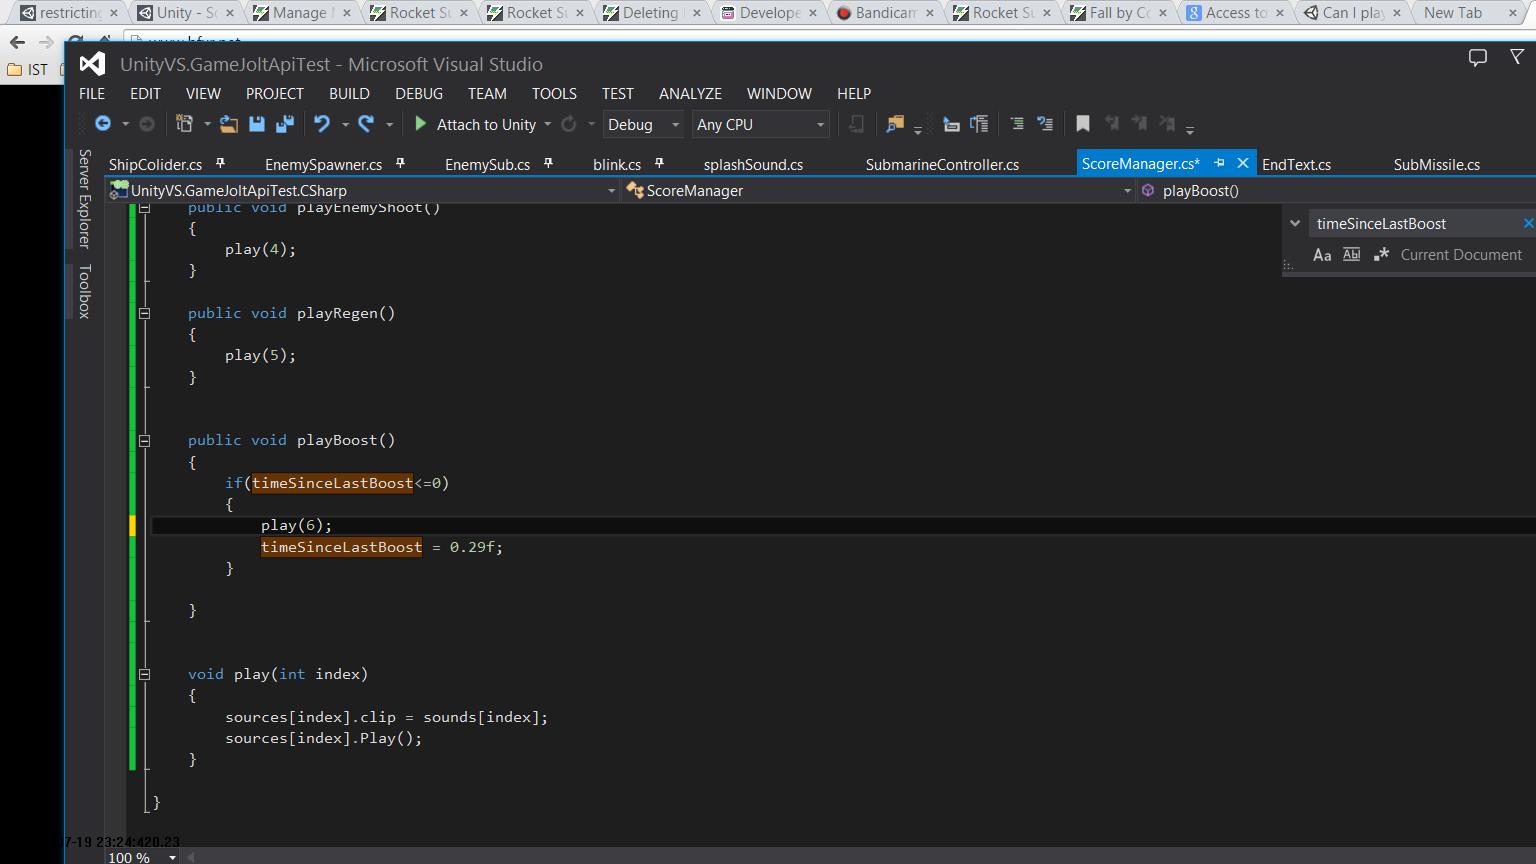 restricting
Unity - So
Manage
Rocket Su
Rocket Su
Deleting
Develope
Bandicam
Rocket Su
Fall by Co
Access to
Can I play
New Tab
IST
UnityVS.GameJoltApiTest - Microsoft Visual Studio
FILE EDIT VIEW PROJECT BUILD DEBUG TEAM TOOLS TEST ANALYZE WINDOW HELP
Attach to Unity Debug Any CPU
Server Explorer
Toolbox
ShipColider.cs EnemySpawner.cs EnemySub.cs blink.cs splashSound.cs SubmarineController.cs ScoreManager.cs* EndText.cs SubMissile.cs
UnityVS.GameJoltApiTest.CSharp ScoreManager playBoost()
timeSinceLastBoost
Aa Abl .* Current Document
public void playEnemyShoot()
{
play(4);
}
public void playRegen()
{
play(5);
}
public void playBoost()
{
if(timeSinceLastBoost<=0)
{
play(6);
timeSinceLastBoost = 0.29f;
}
}
void play(int index)
{
sources[index].clip = sounds[index];
sources[index].Play();
}
}
7-19 23:24:420.23
100 %